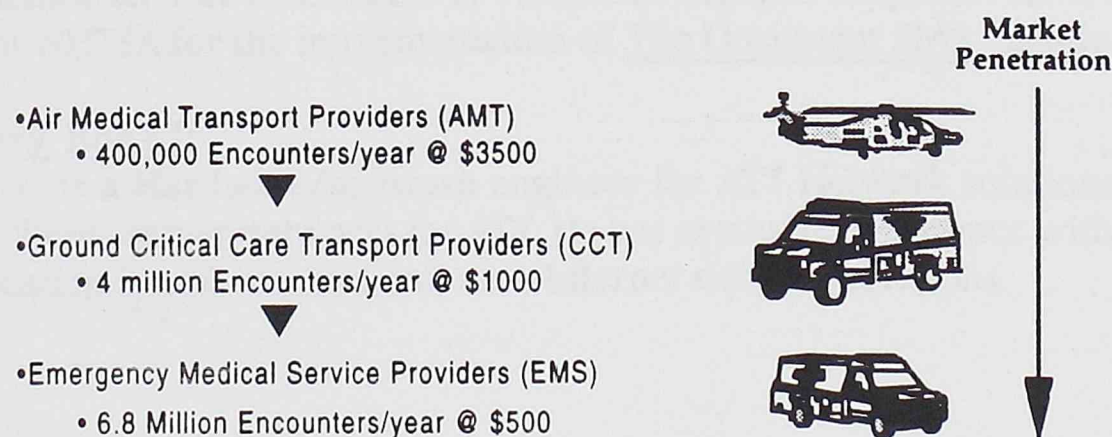 Market
Penetration
•Air Medical Transport Providers (AMT)
• 400,000 Encounters/year @ $3500
•Ground Critical Care Transport Providers (CCT)
• 4 million Encounters/year @ $1000
•Emergency Medical Service Providers (EMS)
• 6.8 Million Encounters/year @ $500